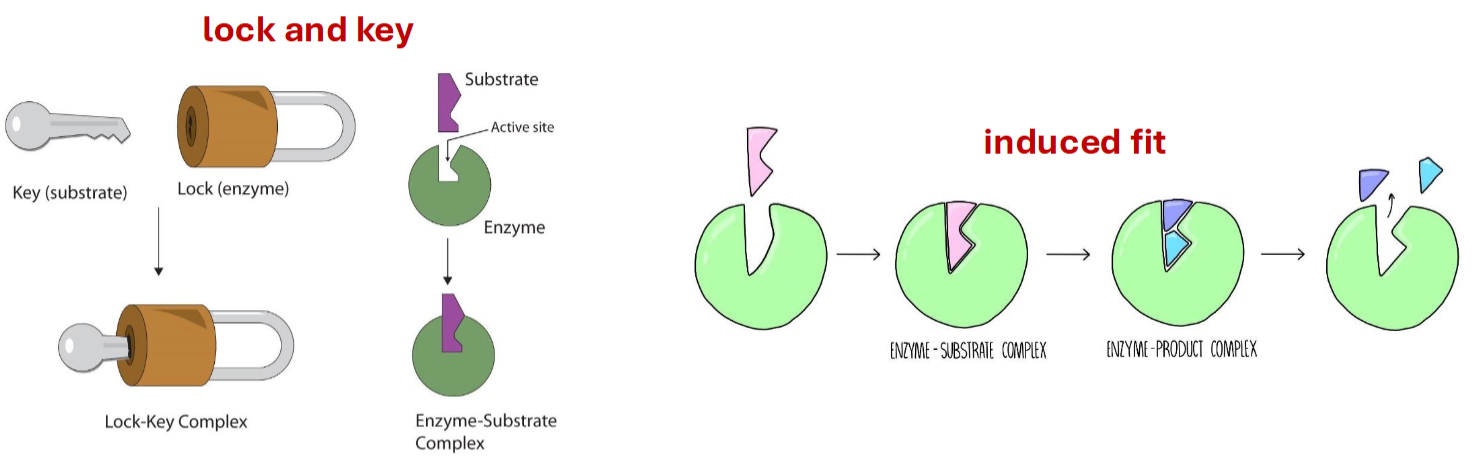 lock and key
Key (substrate)
Lock (enzyme)
Lock-Key Complex
Substrate
Active site
Enzyme
Enzyme-Substrate
Complex
induced fit
ENZYME-SUBSTRATE COMPLEX
ENZYME-PRODUCT COMPLEX